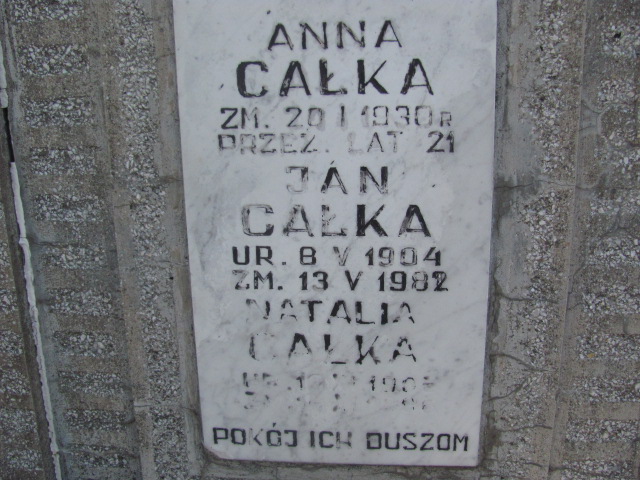 ANNA
CAŁKA
ZM. 20 I 1930 R
PRZEŻ. LAT 21
JAN
CAŁKA
UR. 8 V 1904
ZM. 13 V 1982
NATALIA
CAŁKA
POKÓJ ICH DUSZOM